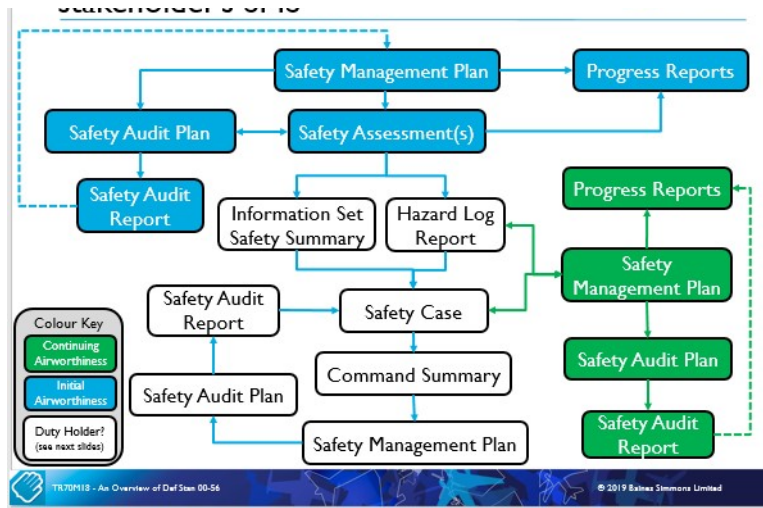 Safety Management Plan
Progress Reports
Safety Audit Plan
Safety Assessment(s)
Safety Audit
Report
Information Set
Safety Summary
Hazard Log
Report
Progress Reports
Safety
Management Plan
Safety Audit
Report
Safety Case
Colour Key
Continuing
Airworthiness
Initial
Airworthiness
Duty Holder?
(see next slides)
Safety Audit Plan
Command Summary
Safety Management Plan
Safety Audit Plan
Safety Audit
Report
TR70M18 - An Overview of Def Stan 00-56
© 2019 Baines Simmons Limited